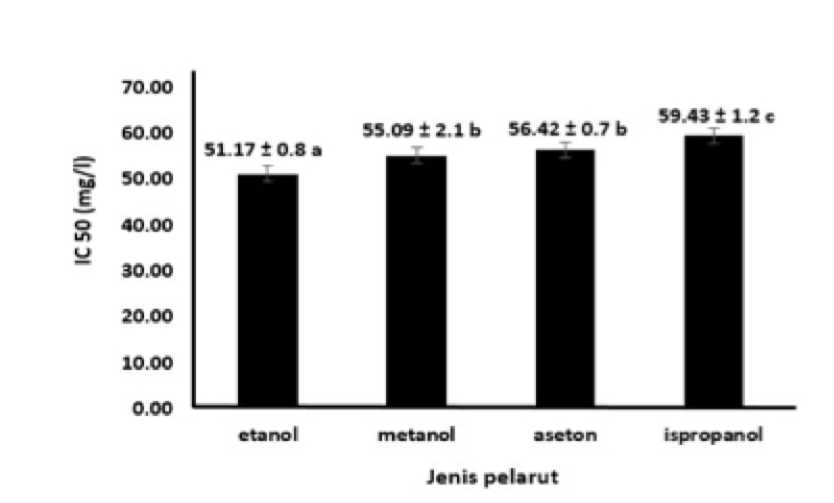 70.00
60.00
50.00
40.00
30.00
20.00
10.00
0.00
IC 50 (mg/l)
51.17 ± 0.8 a
55.09 ± 2.1 b
56.42 ± 0.7 b
59.43 ± 1.2 c
etanol
metanol
aseton
ispropanol
Jenis pelarut